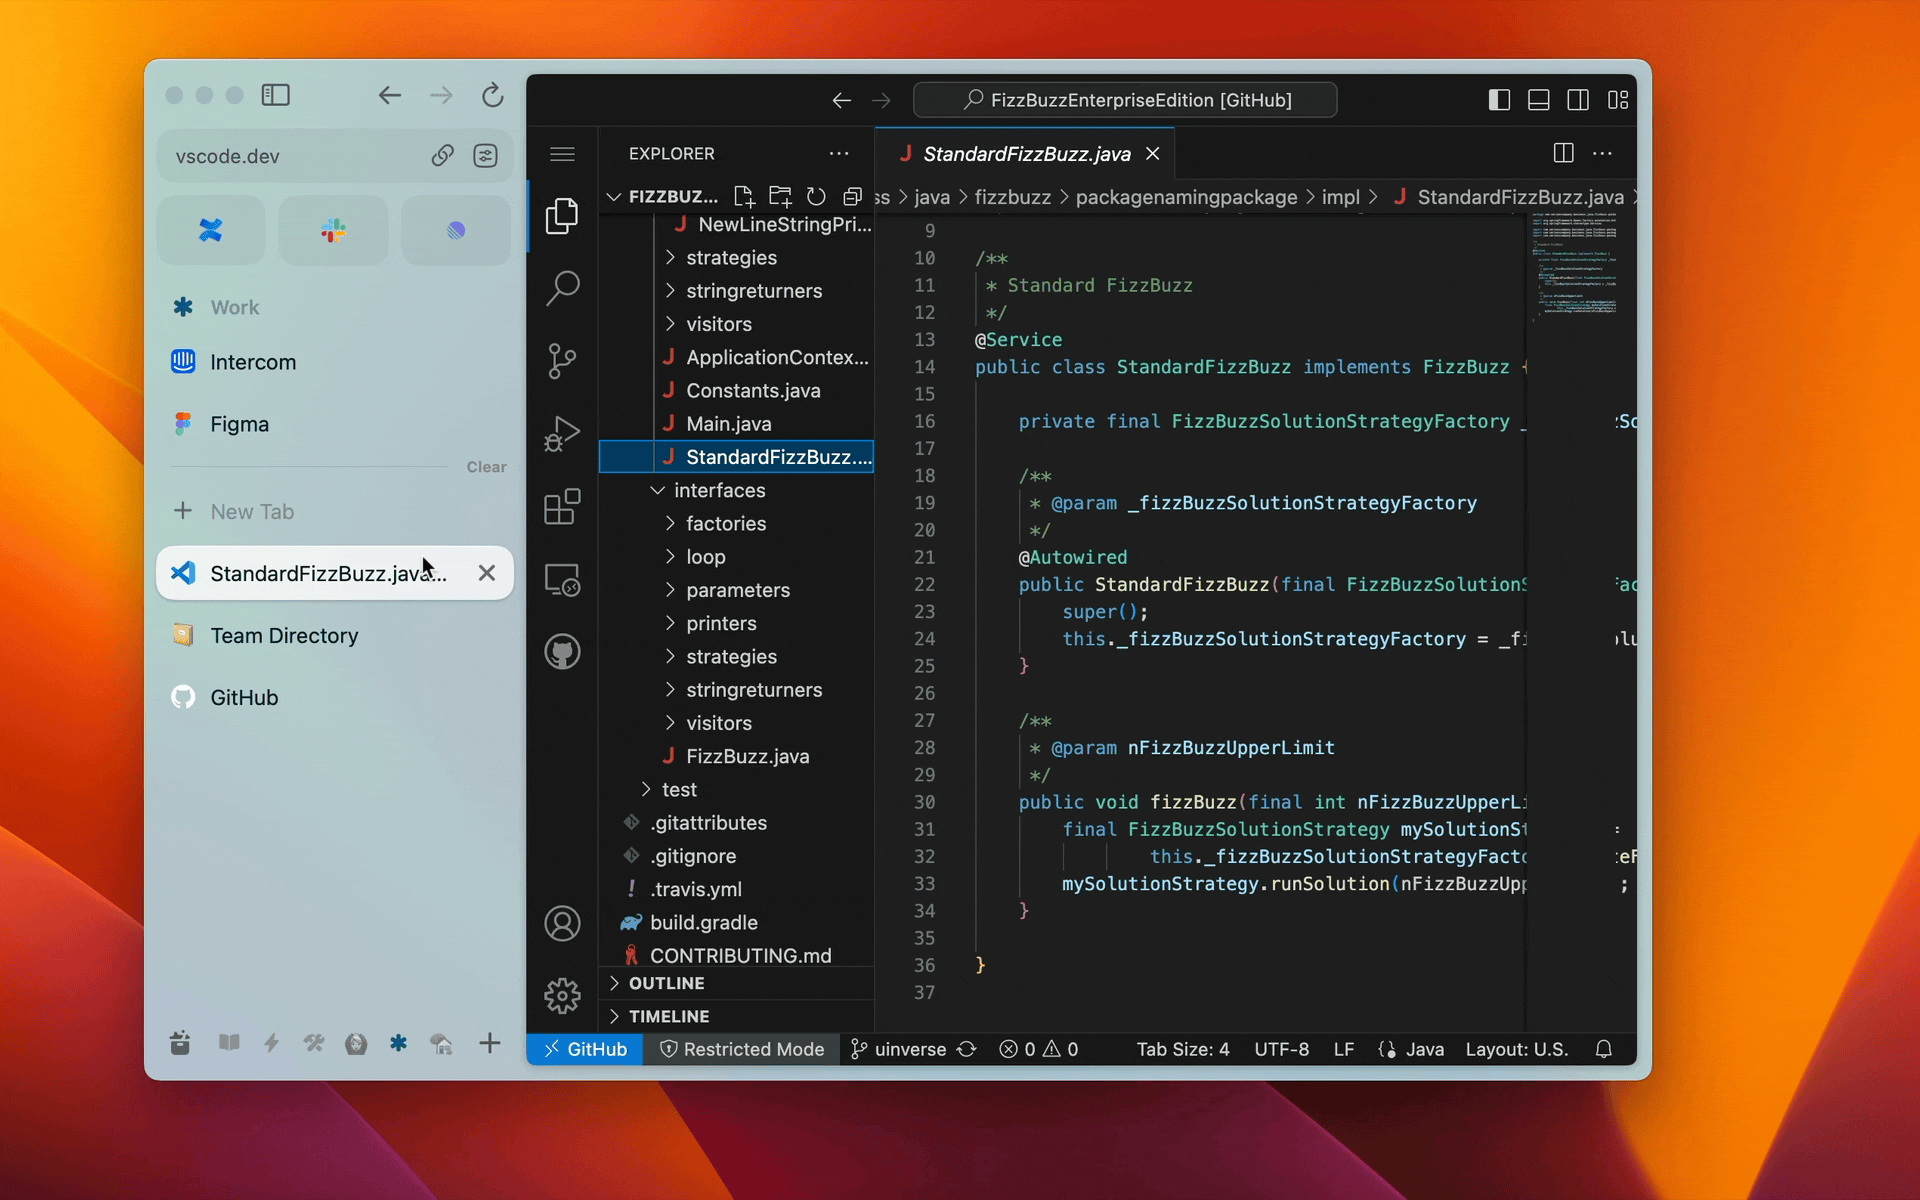 vscode.dev
Work
Intercom
Figma
Clear
New Tab
StandardFizzBuzz.java...
Team Directory
GitHub
FizzBuzzEnterpriseEdition [GitHub]
EXPLORER
FIZZBUZ...
NewLineStringPri...
strategies
stringreturners
visitors
ApplicationContex...
Constants.java
Main.java
StandardFizzBuzz....
interfaces
factories
loop
parameters
printers
strategies
stringreturners
visitors
FizzBuzz.java
test
.gitattributes
.gitignore
.travis.yml
build.gradle
CONTRIBUTING.md
OUTLINE
TIMELINE
StandardFizzBuzz.java
ss > java > fizzbuzz > packagenamingpackage > impl > StandardFizzBuzz.java >
9
10 /**
11 * Standard FizzBuzz
12 */
13 @Service
14 public class StandardFizzBuzz implements FizzBuzz {
15
16 private final FizzBuzzSolutionStrategyFactory _ :So
17
18 /**
19 * @param _fizzBuzzSolutionStrategyFactory
20 */
21 @Autowired
22 public StandardFizzBuzz(final FizzBuzzSolutionS ac
23 super();
24 this._fizzBuzzSolutionStrategyFactory = _fi lu
25 }
26
27 /**
28 * @param nFizzBuzzUpperLimit
29 */
30 public void fizzBuzz(final int nFizzBuzzUpperLi
31 final FizzBuzzSolutionStrategy mySolutionSt =
32 this._fizzBuzzSolutionStrategyFacto eF
33 mySolutionStrategy.runSolution(nFizzBuzzUpp ;
34 }
35
36 }
37
GitHub Restricted Mode uinverse 0 0 Tab Size: 4 UTF-8 LF Java Layout: U.S.